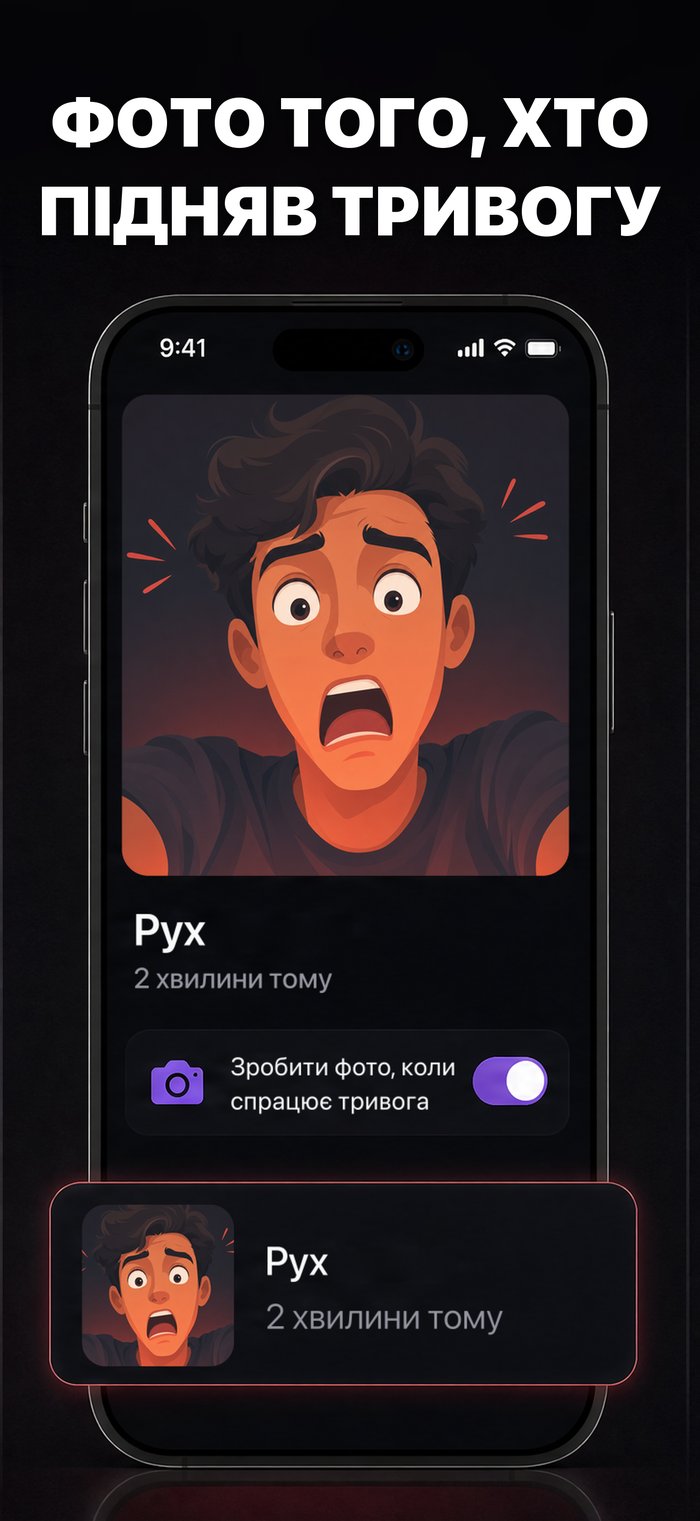 ФОТО ТОГО, ХТО
ПІДНЯВ ТРИВОГУ
9:41
Рух
2 хвилини тому
Зробити фото, коли
спрацює тривога
Рух
2 хвилини тому